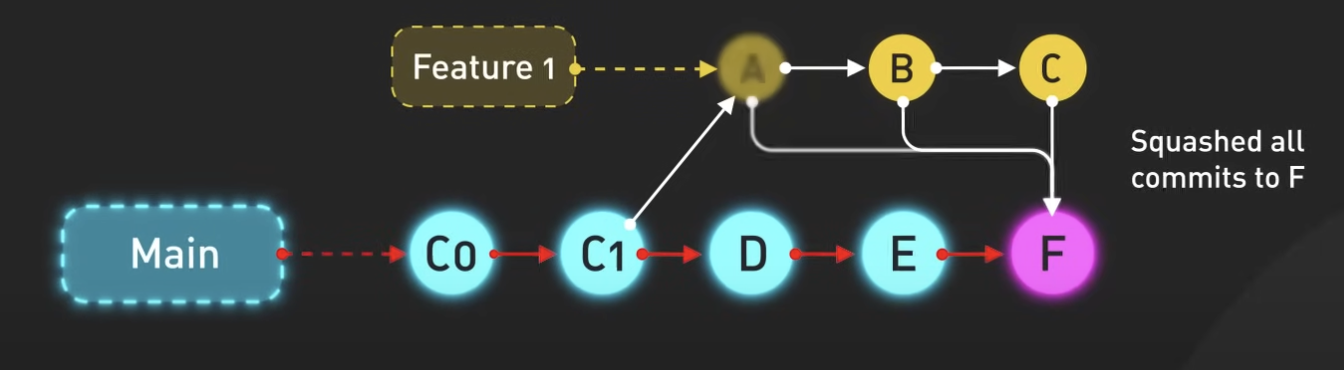 Feature 1
A
B
C
Squashed all
commits to F
Main
C0
C1
D
E
F